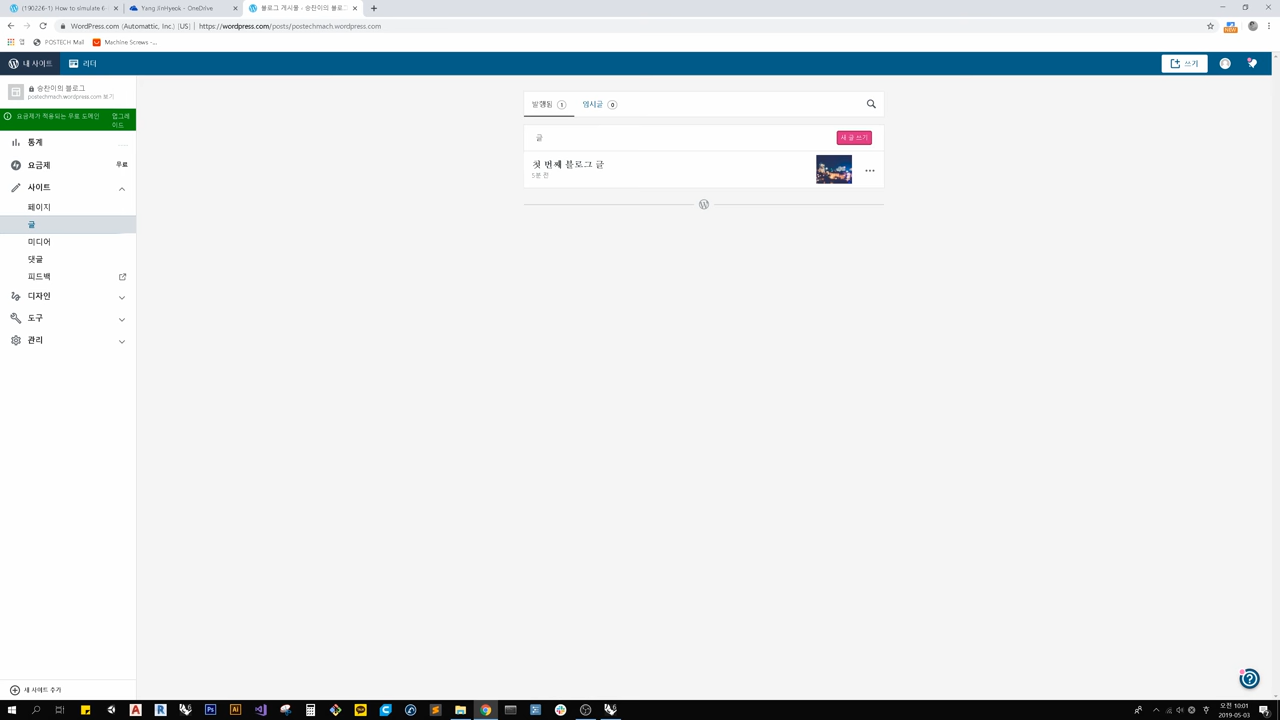 (190226-1) How to simulate 6
Yang JinHyeok - OneDrive
블로그 게시물 - 승찬미의 블로그
WordPress.com (Automattic, Inc.) [US]
https://wordpress.com/posts/postechmach.wordpress.com
NEW
앱
POSTECH Mail
Machine Screws -...
내 사이트
리더
쓰기
승찬미의 블로그
postechmach.wordpress.com 보기
요금제가 적용되는 무료 도메인
업그레이드
통계
요금제
무료
사이트
페이지
글
미디어
댓글
피드백
디자인
도구
관리
새 사이트 추가
발행됨 1
임시글 0
글
새 글 쓰기
첫 번째 블로그 글
5분 전
오전 10:01
2019-05-03